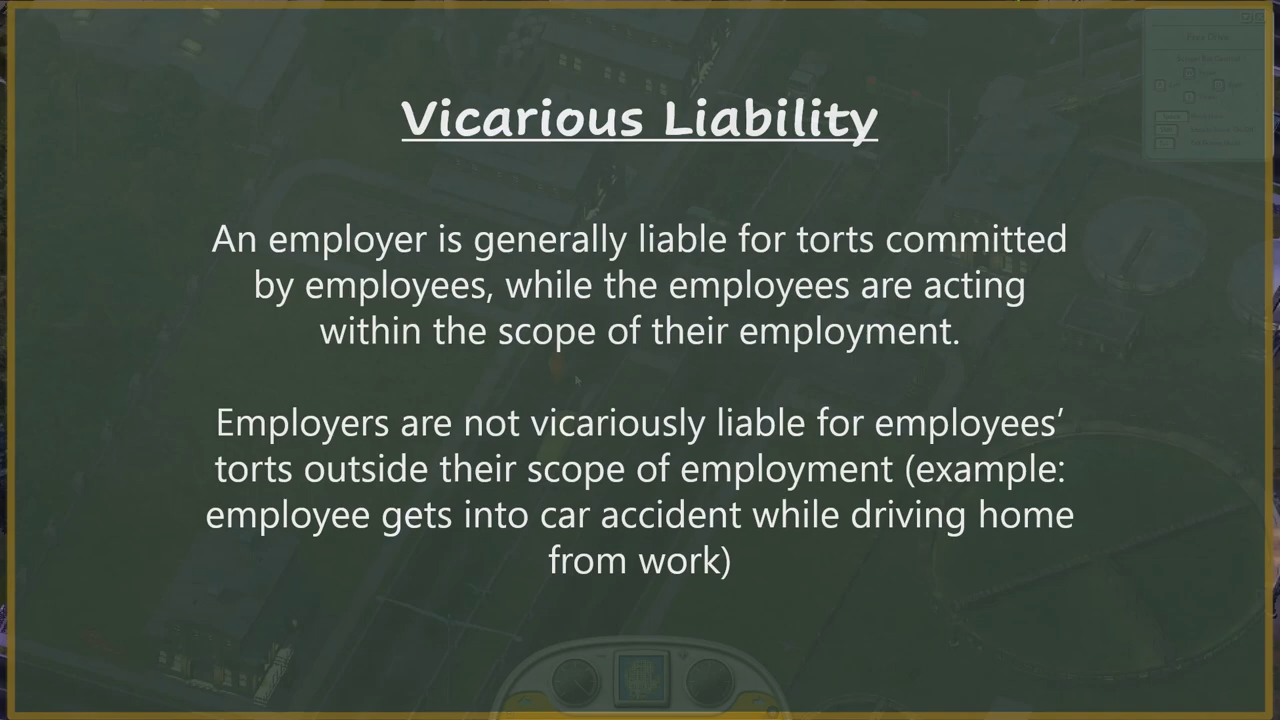 Vicarious Liability
An employer is generally liable for torts committed
by employees, while the employees are acting
within the scope of their employment.
Employers are not vicariously liable for employees’
torts outside their scope of employment (example:
employee gets into car accident while driving home
from work)